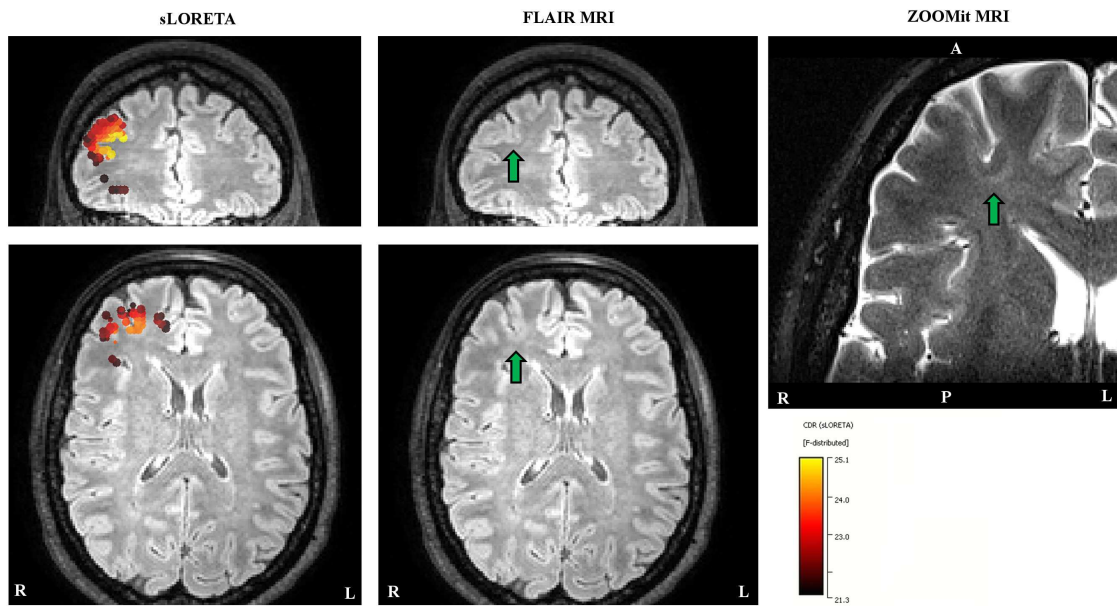 sLORETA
FLAIR MRI
ZOOMit MRI
A
R
P
L
CDR (sLORETA)
[F-distributed]
25.1
24.0
23.0
21.3
R
L
R
L